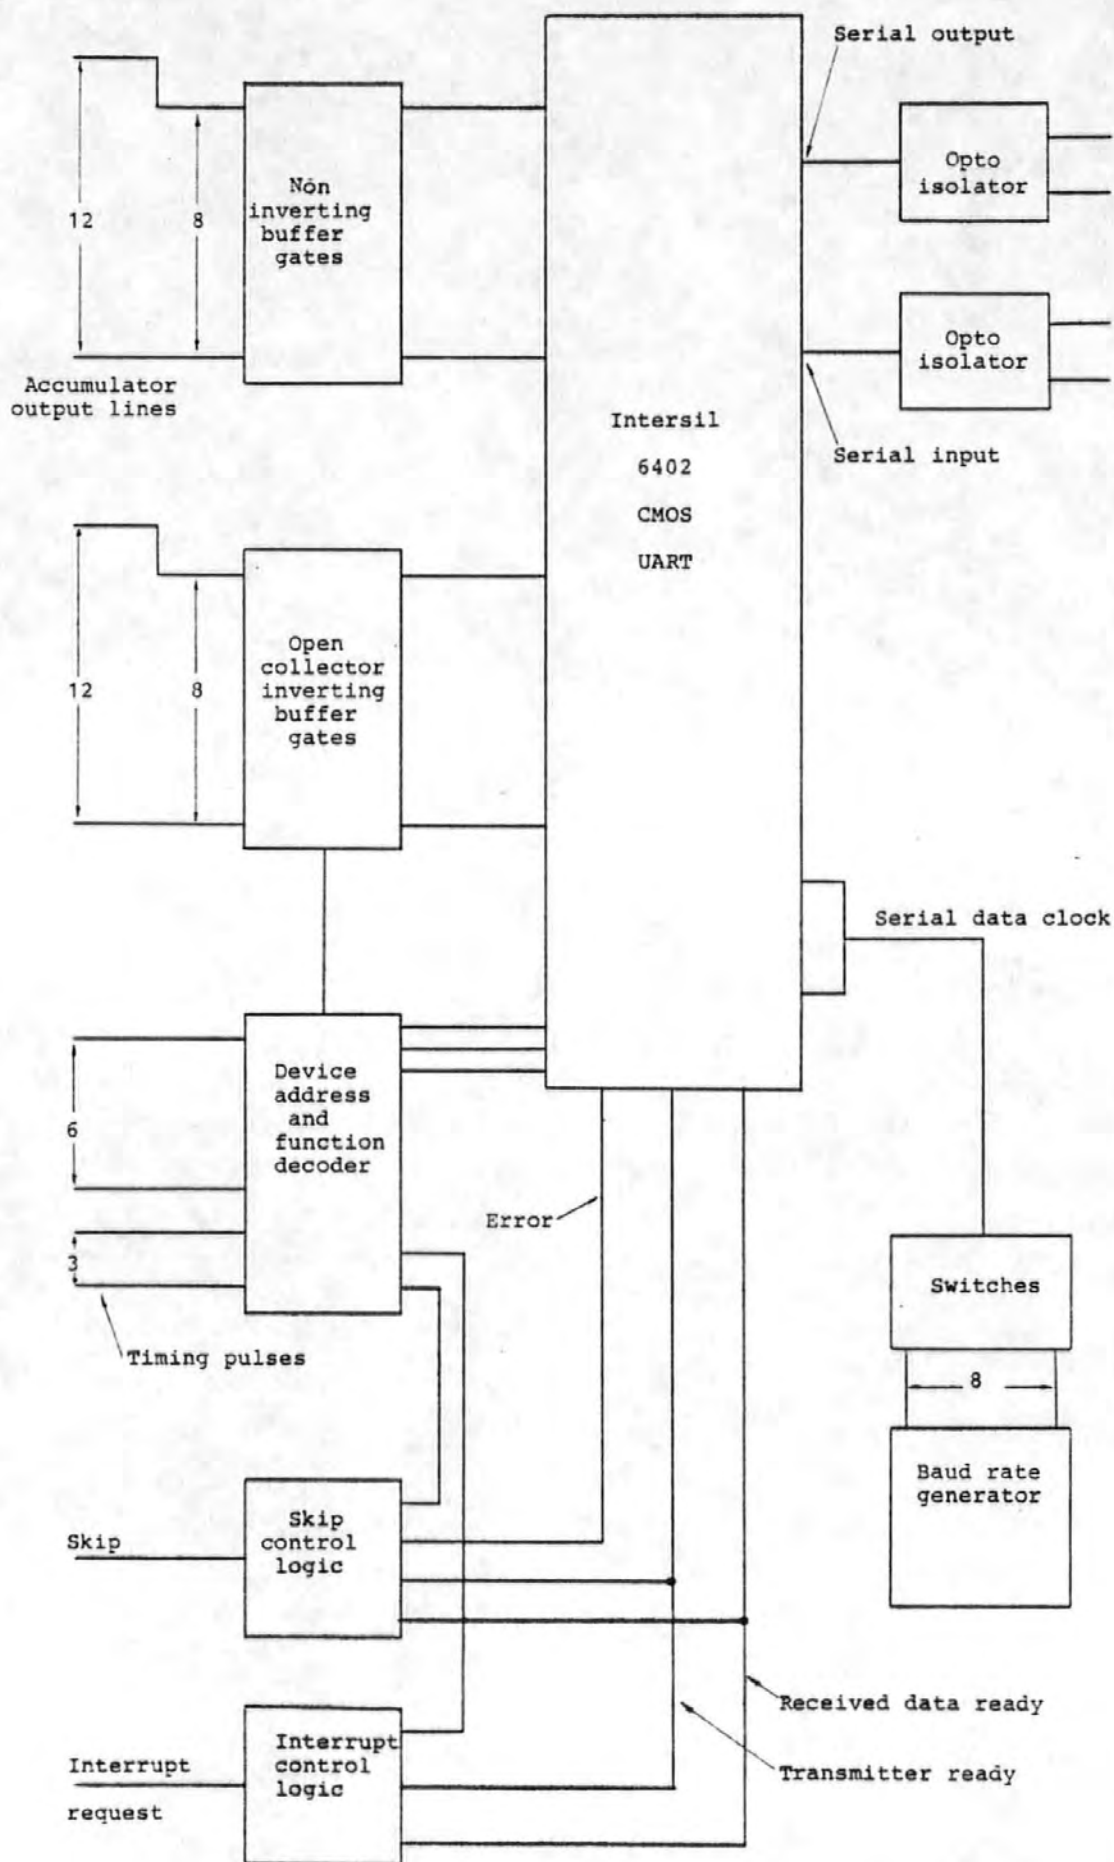 Serial output
Non
inverting
buffer
gates
Opto
isolator
12
8
Opto
isolator
Accumulator
output lines
Intersil
6402
CMOS
UART
Serial input
Open
collector
inverting
buffer
gates
12
8
Serial data clock
Device
address
and
function
decoder
6
Error
3
Switches
Timing pulses
8
Baud rate
generator
Skip
control
logic
Skip
Received data ready
Interrupt
control
logic
Interrupt
request
Transmitter ready